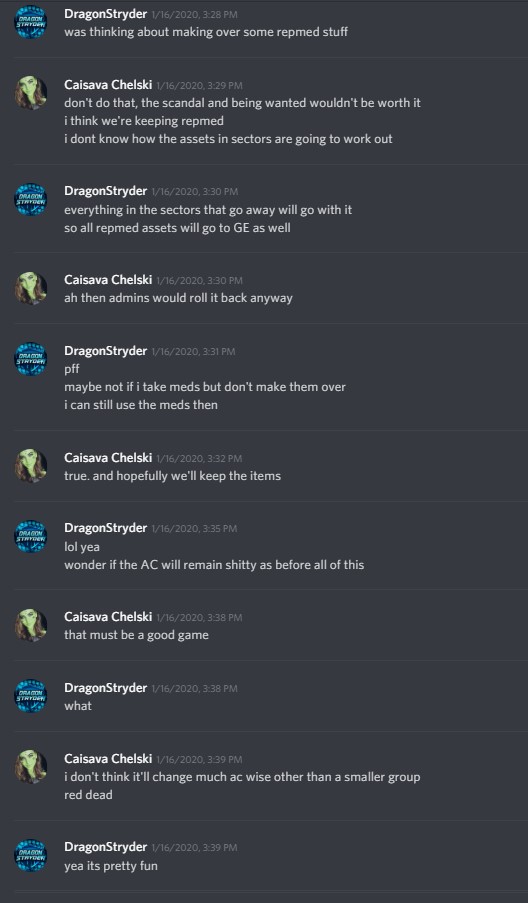 DragonStryder 1/16/2020, 3:28 PM
was thinking about making over some repmed stuff
Caisava Chelski 1/16/2020, 3:29 PM
don't do that, the scandal and being wanted wouldn't be worth it
i think we're keeping repmed
i dont know how the assets in sectors are going to work out
DragonStryder 1/16/2020, 3:30 PM
everything in the sectors that go away will go with it
so all repmed assets will go to GE as well
Caisava Chelski 1/16/2020, 3:30 PM
ah then admins would roll it back anyway
DragonStryder 1/16/2020, 3:31 PM
pff
maybe not if i take meds but don't make them over
i can still use the meds then
Caisava Chelski 1/16/2020, 3:32 PM
true. and hopefully we'll keep the items
DragonStryder 1/16/2020, 3:35 PM
lol yea
wonder if the AC will remain shitty as before all of this
Caisava Chelski 1/16/2020, 3:38 PM
that must be a good game
DragonStryder 1/16/2020, 3:38 PM
what
Caisava Chelski 1/16/2020, 3:39 PM
i don't think it'll change much ac wise other than a smaller group
red dead
DragonStryder 1/16/2020, 3:39 PM
yea its pretty fun